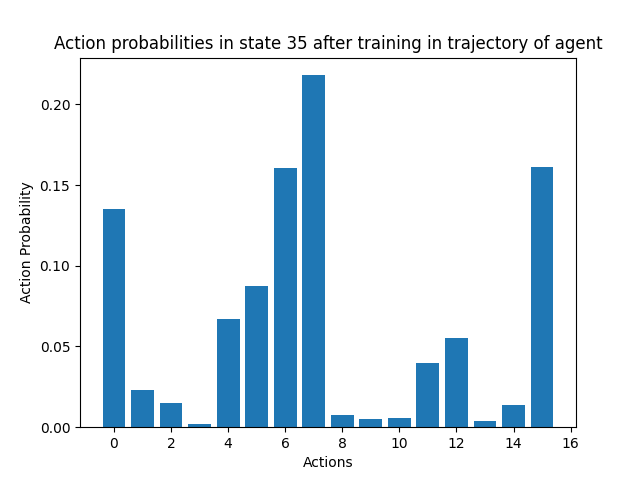 Action probabilities in state 35 after training in trajectory of agent
0.20
0.15
0.10
0.05
0.00
Action Probability
0 2 4 6 8 10 12 14 16
Actions